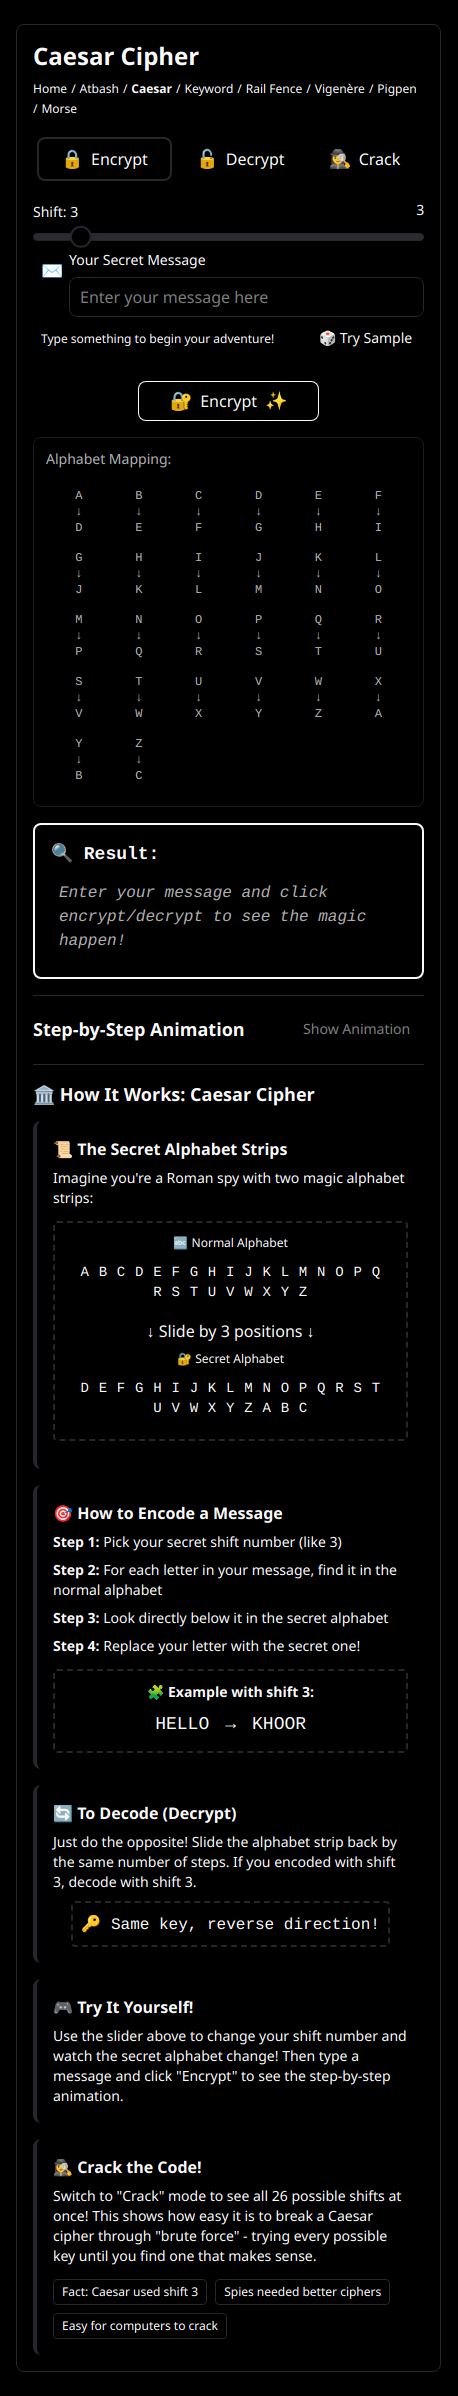 Caesar Cipher
Home / Atbash / Caesar / Keyword / Rail Fence / Vigenère / Pigpen
/ Morse
🔒 Encrypt 🔓 Decrypt 🕵️ Crack
Shift: 3 3
✉️ Your Secret Message
Enter your message here
Type something to begin your adventure! 🎲 Try Sample
🔐 Encrypt ✨
Alphabet Mapping:
A B C D E F
↓ ↓ ↓ ↓ ↓ ↓
D E F G H I
G H I J K L
↓ ↓ ↓ ↓ ↓ ↓
J K L M N O
M N O P Q R
↓ ↓ ↓ ↓ ↓ ↓
P Q R S T U
S T U V W X
↓ ↓ ↓ ↓ ↓ ↓
V W X Y Z A
Y Z
↓ ↓
B C
🔍 Result:
Enter your message and click
encrypt/decrypt to see the magic
happen!
Step-by-Step Animation Show Animation
🏛️ How It Works: Caesar Cipher
📜 The Secret Alphabet Strips
Imagine you're a Roman spy with two magic alphabet
strips:
🔤 Normal Alphabet
A B C D E F G H I J K L M N O P Q
R S T U V W X Y Z
↓ Slide by 3 positions ↓
🔐 Secret Alphabet
D E F G H I J K L M N O P Q R S T
U V W X Y Z A B C
🎯 How to Encode a Message
Step 1: Pick your secret shift number (like 3)
Step 2: For each letter in your message, find it in the
normal alphabet
Step 3: Look directly below it in the secret alphabet
Step 4: Replace your letter with the secret one!
🧩 Example with shift 3:
HELLO → KHOOR
🔄 To Decode (Decrypt)
Just do the opposite! Slide the alphabet strip back by
the same number of steps. If you encoded with shift
3, decode with shift 3.
🔑 Same key, reverse direction!
🎮 Try It Yourself!
Use the slider above to change your shift number and
watch the secret alphabet change! Then type a
message and click "Encrypt" to see the step-by-step
animation.
🕵️ Crack the Code!
Switch to "Crack" mode to see all 26 possible shifts at
once! This shows how easy it is to break a Caesar
cipher through "brute force" - trying every possible
key until you find one that makes sense.
Fact: Caesar used shift 3 Spies needed better ciphers
Easy for computers to crack